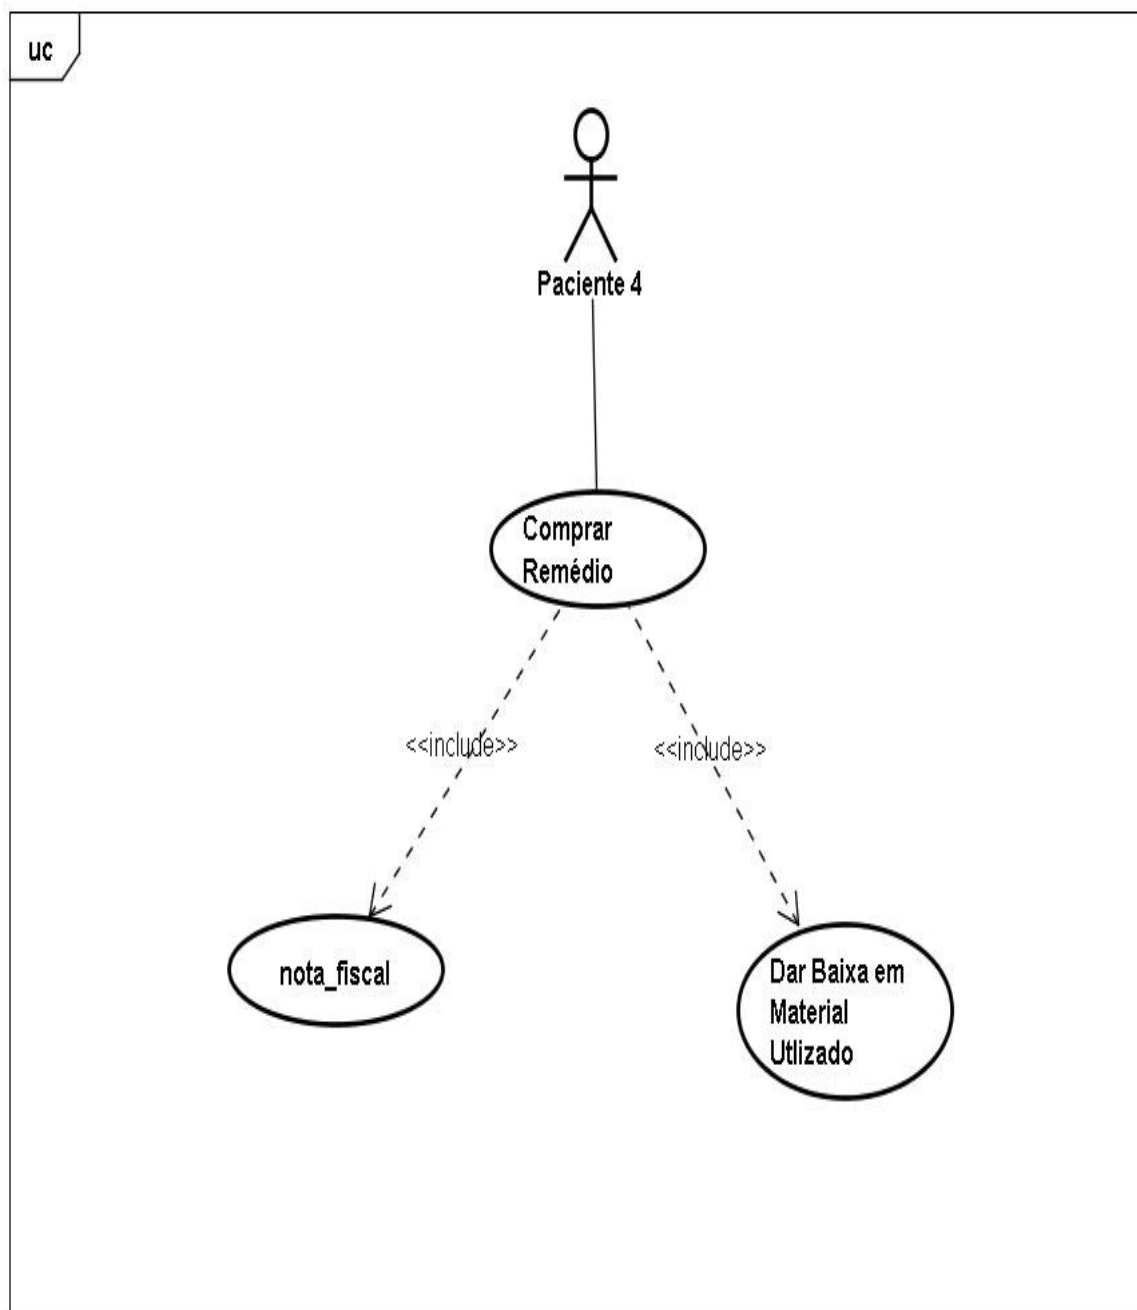 uc
Paciente 4
Comprar
Remédio
<<include>>
<<include>>
nota_fiscal
Dar Baixa em
Material
Utlizado